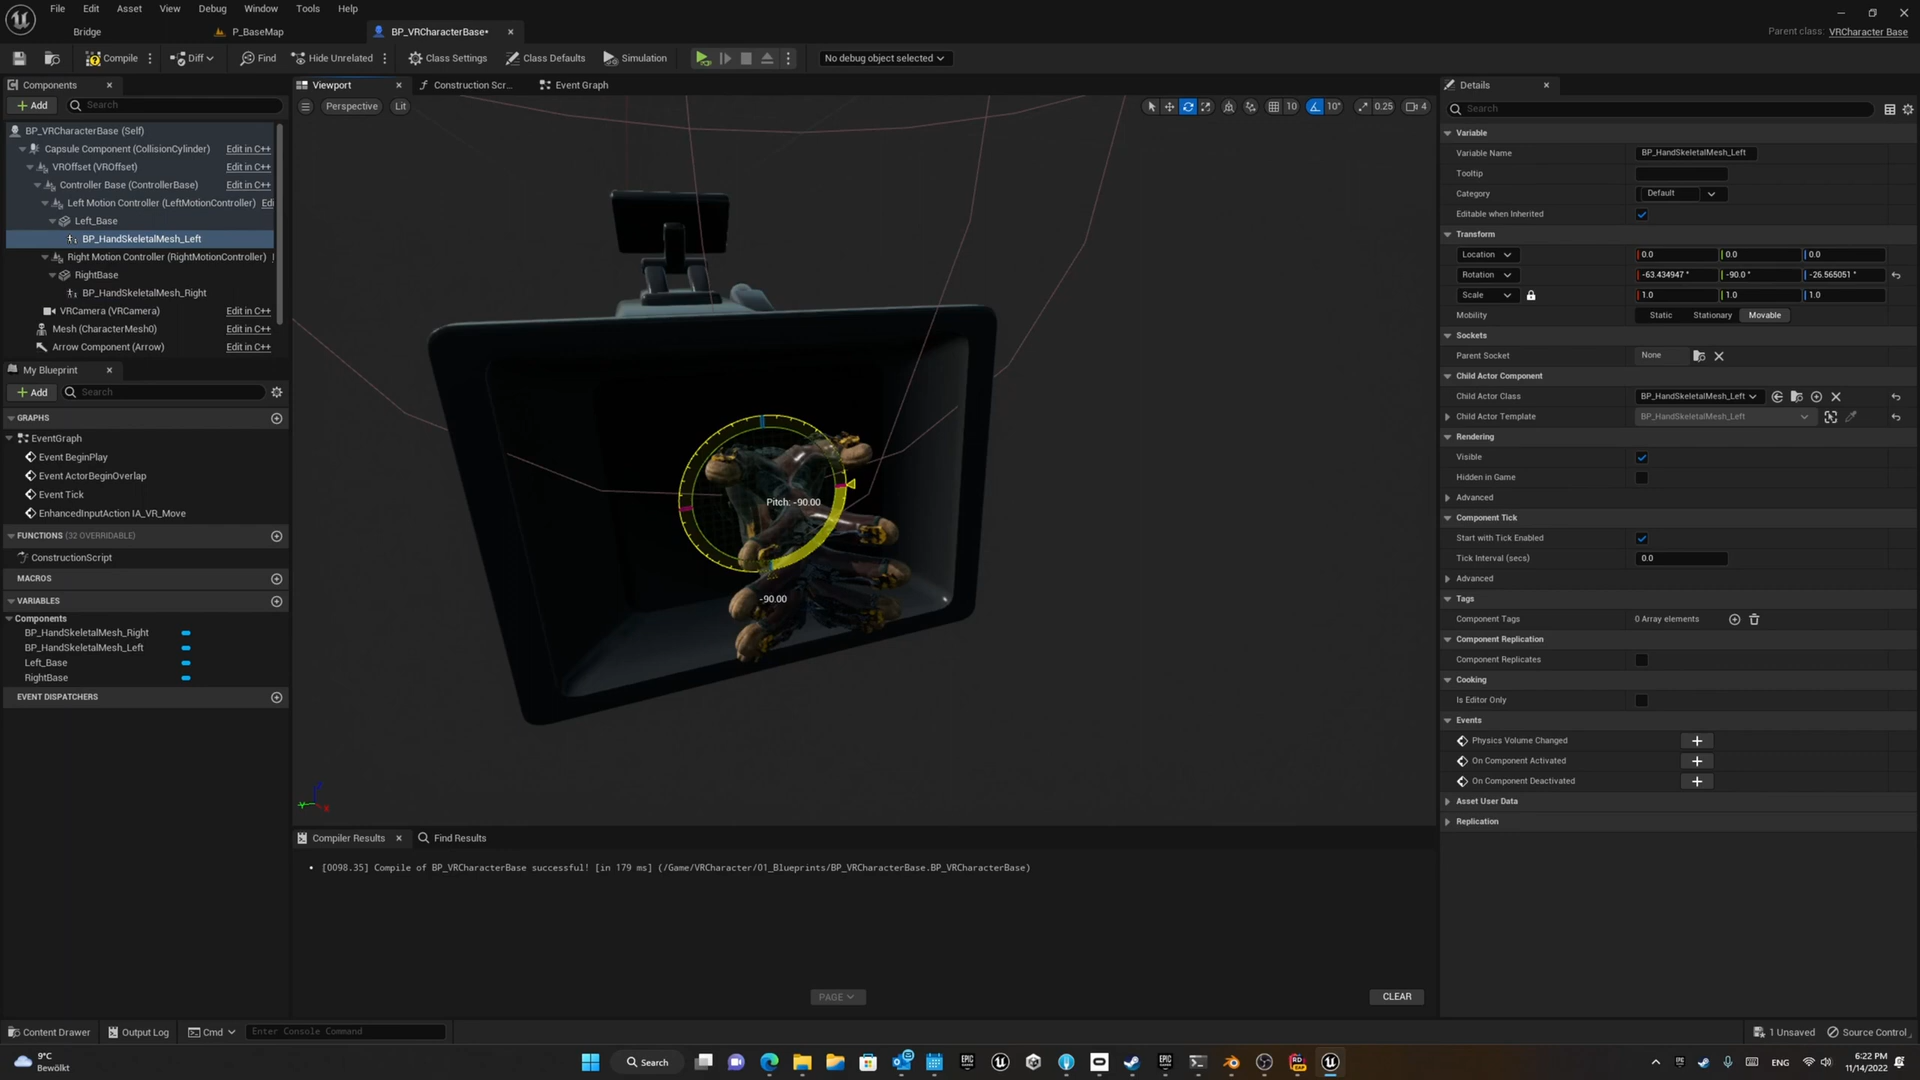 File Edit Asset View Debug Window Tools Help
Bridge
P_BaseMap
BP_VRCharacterBase*
Parent class: VRCharacter Base
Compile
Diff
Find
Hide Unrelated
Class Settings
Class Defaults
Simulation
No debug object selected
Components
Add
Search
BP_VRCharacterBase (Self)
Capsule Component (CollisionCylinder) Edit in C++
VROffset (VROffset) Edit in C++
Controller Base (ControllerBase) Edit in C++
Left Motion Controller (LeftMotionController) Edi
Left_Base
BP_HandSkeletalMesh_Left
Right Motion Controller (RightMotionController)
RightBase
BP_HandSkeletalMesh_Right
VRCamera (VRCamera) Edit in C++
Mesh (CharacterMesh0) Edit in C++
Arrow Component (Arrow) Edit in C++
My Blueprint
Add
Search
GRAPHS
EventGraph
Event BeginPlay
Event ActorBeginOverlap
Event Tick
EnhancedInputAction IA_VR_Move
FUNCTIONS (32 OVERRIDABLE)
ConstructionScript
MACROS
VARIABLES
Components
BP_HandSkeletalMesh_Right
BP_HandSkeletalMesh_Left
Left_Base
RightBase
EVENT DISPATCHERS
Viewport
Construction Scr...
Event Graph
Perspective
Lit
10
10°
0.25
4
Pitch: -90.00
-90.00
Compiler Results
Find Results
[0098.35] Compile of BP_VRCharacterBase successful! [in 179 ms] (/Game/VRCharacter/01_Blueprints/BP_VRCharacterBase.BP_VRCharacterBase)
PAGE
CLEAR
Details
Search
Variable
Variable Name BP_HandSkeletalMesh_Left
Tooltip
Category Default
Editable when Inherited
Transform
Location 0.0 0.0 0.0
Rotation -63.434947° -90.0° -26.565051°
Scale 1.0 1.0 1.0
Mobility Static Stationary Movable
Sockets
Parent Socket None
Child Actor Component
Child Actor Class BP_HandSkeletalMesh_Left
Child Actor Template BP_HandSkeletalMesh_Left
Rendering
Visible
Hidden in Game
Advanced
Component Tick
Start with Tick Enabled
Tick Interval (secs) 0.0
Advanced
Tags
Component Tags 0 Array elements
Component Replication
Component Replicates
Cooking
Is Editor Only
Events
Physics Volume Changed
On Component Activated
On Component Deactivated
Asset User Data
Replication
Content Drawer
Output Log
Cmd
Enter Console Command
1 Unsaved
Source Control
9°C
Bewölkt
Search
ENG
6:22 PM
11/14/2022